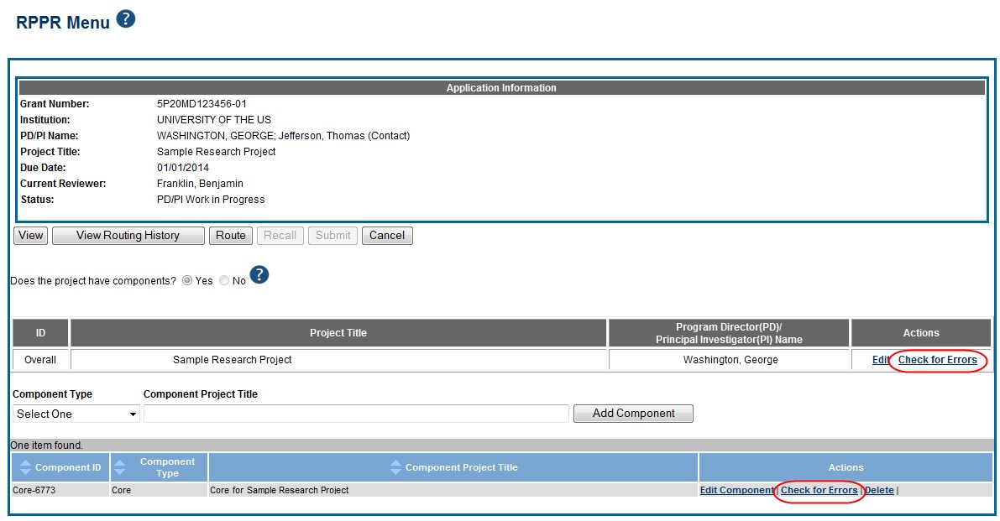 RPPR Menu ?
Application Information
Grant Number: 5P20MD123456-01
Institution: UNIVERSITY OF THE US
PD/PI Name: WASHINGTON, GEORGE; Jefferson, Thomas (Contact)
Project Title: Sample Research Project
Due Date: 01/01/2014
Current Reviewer: Franklin, Benjamin
Status: PD/PI Work in Progress
View View Routing History Route Recall Submit Cancel
Does the project have components? Yes No ?
ID Project Title Program Director(PD)/
Principal Investigator(PI) Name Actions
Overall Sample Research Project Washington, George Edit Check for Errors
Component Type Component Project Title
Select One Add Component
One item found.
Component ID Component
Type Component Project Title Actions
Core-6773 Core Core for Sample Research Project Edit Component | Check for Errors | Delete |